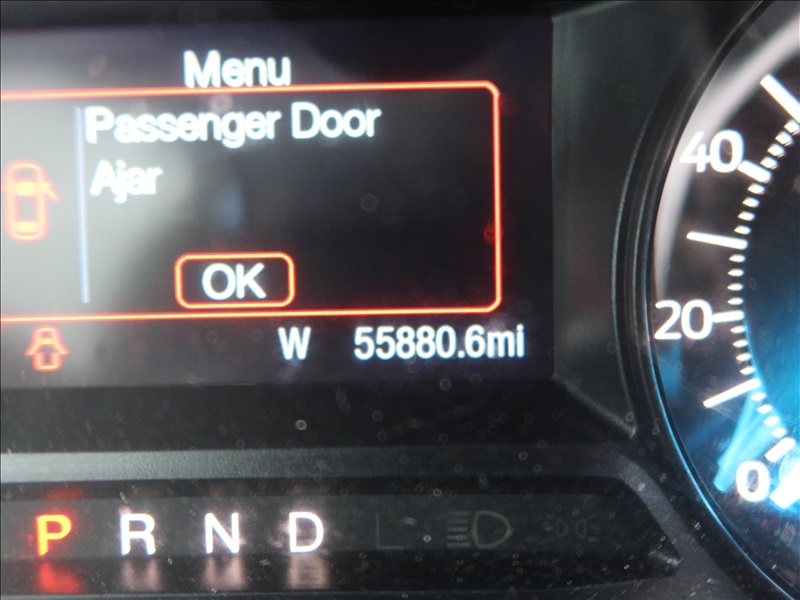 Menu
Passenger Door
Ajar
OK
W 55880.6mi
40
20
0
P R N D L